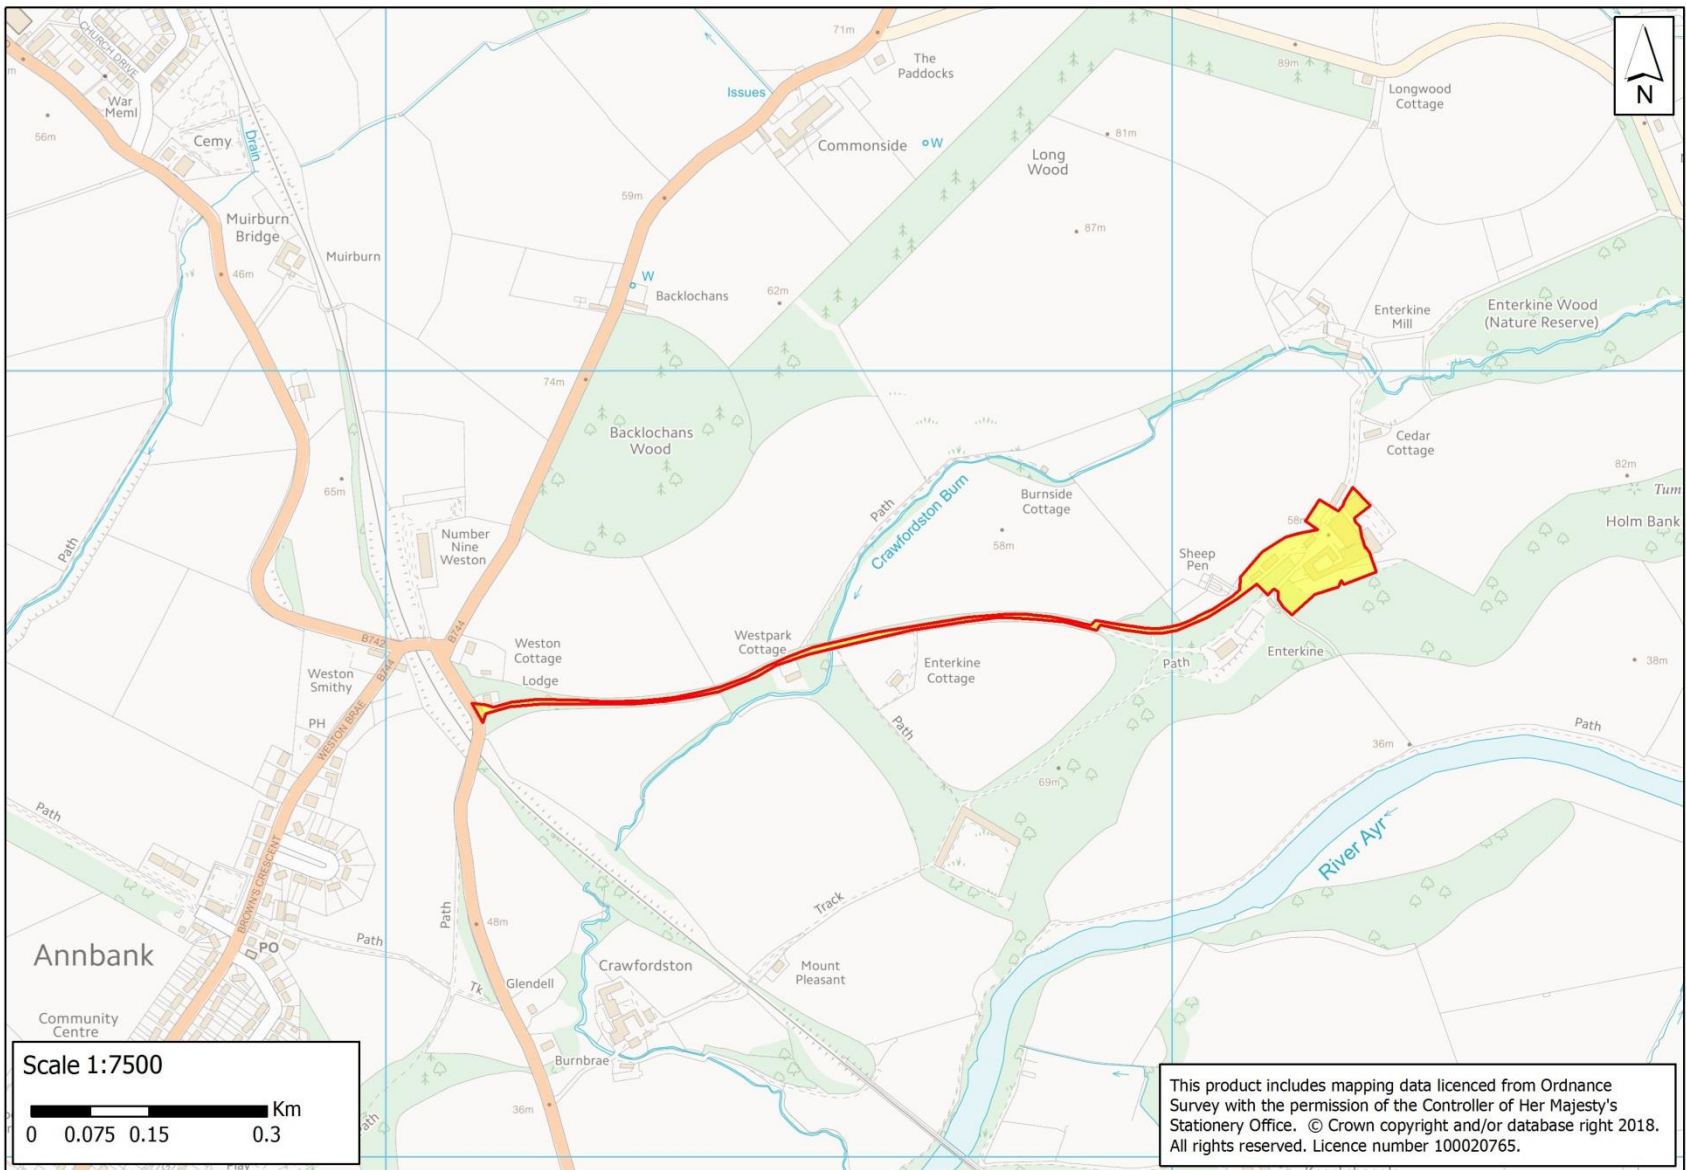 CHURCH DRIVE
71m
The
Paddocks
89m
N
War
Meml
56m
Cemy
Drain
Issues
Commonside
W
81m
Longwood
Cottage
Long
Wood
59m
Muirburn
Bridge
Muirburn
87m
46m
W
Backlochans
62m
Enterkine
Mill
Enterkine Wood
(Nature Reserve)
74m
Backlochans
Wood
Cedar
Cottage
82m
Tum
65m
Path
Crawfordston Burn
Burnside
Cottage
58m
58m
Holm Bank
Path
Number
Nine
Weston
Sheep
Pen
B742
B744
Weston
Cottage
Lodge
Westpark
Cottage
Enterkine
Cottage
Path
Enterkine
38m
Weston
Smithy
B744
WESTON BRAE
PH
Path
36m
Path
69m
Path
River Ayr
BROWN'S CRESCENT
Path
48m
Track
Annbank
PO
Path
Crawfordston
Mount
Pleasant
Tk
Glendell
Community
Centre
Burnbrae
36m
Path
Play
Scale 1:7500
Km
0 0.075 0.15 0.3
This product includes mapping data licenced from Ordnance
Survey with the permission of the Controller of Her Majesty's
Stationery Office. © Crown copyright and/or database right 2018.
All rights reserved. Licence number 100020765.